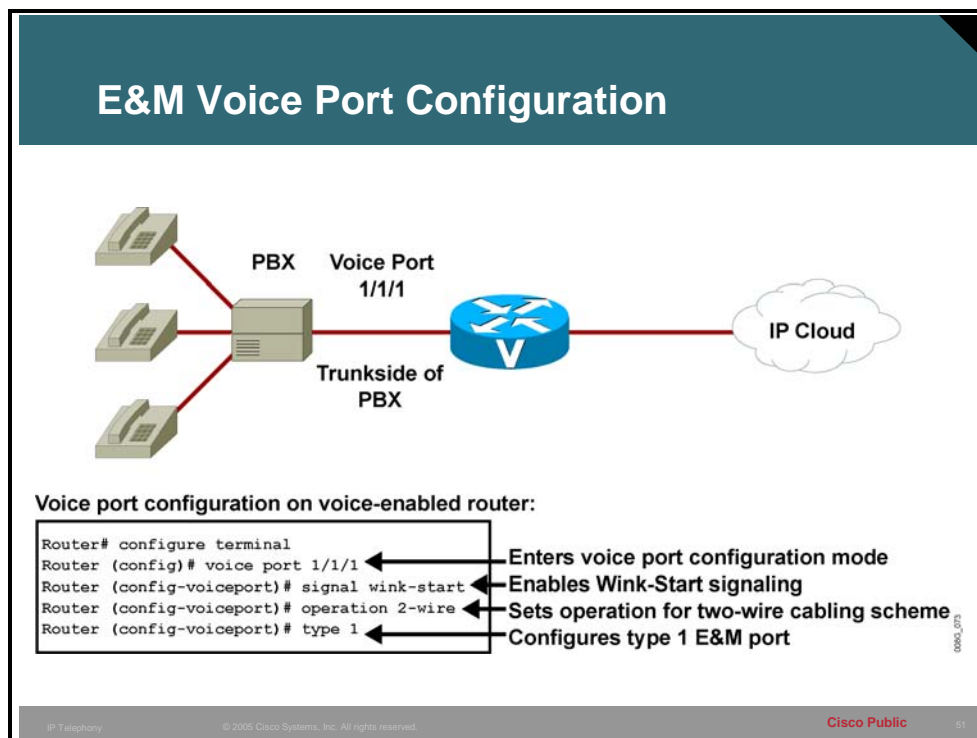 E&M Voice Port Configuration
PBX
Voice Port
1/1/1
V
IP Cloud
Trunkside of
PBX
Voice port configuration on voice-enabled router:
Router# configure terminal
Router (config)# voice port 1/1/1
Enters voice port configuration mode
Router (config-voiceport)# signal wink-start
Enables Wink-Start signaling
Router (config-voiceport)# operation 2-wire
Sets operation for two-wire cabling scheme
Router (config-voiceport)# type 1
Configures type 1 E&M port
008G_073
IP Telephony
© 2005 Cisco Systems, Inc. All rights reserved.
Cisco Public
51